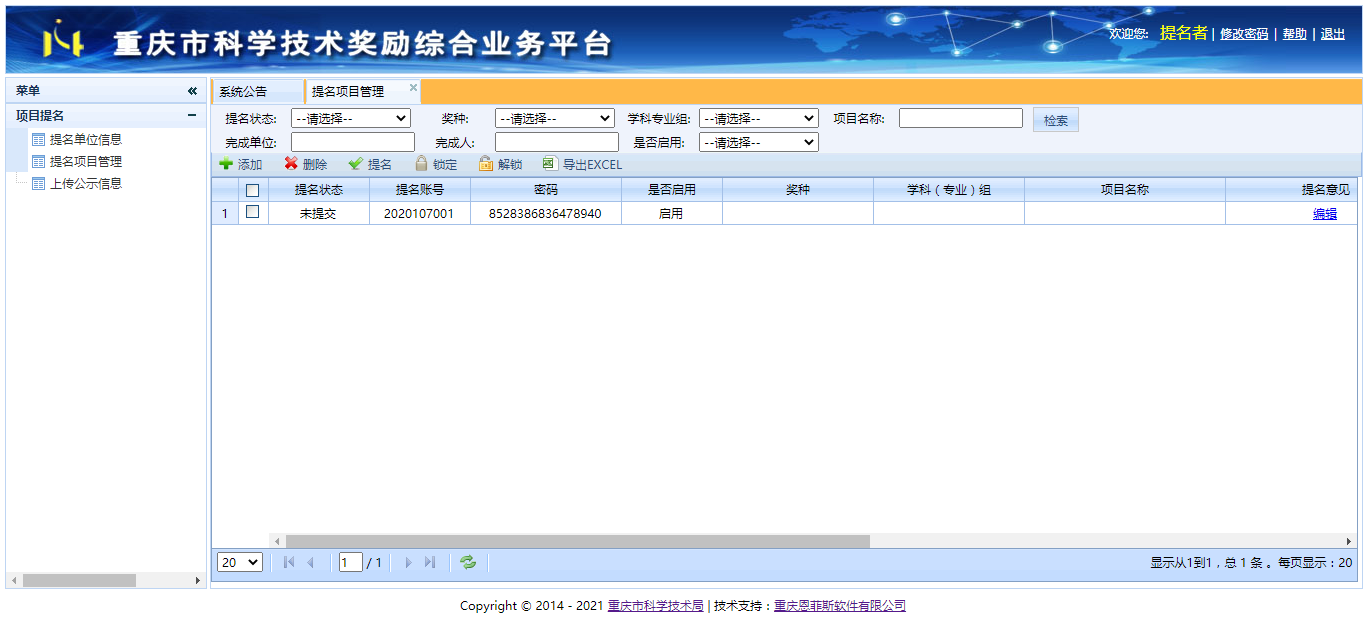 重庆市科学技术奖励综合业务平台
欢迎您: 提名者 | 修改密码 | 帮助 | 退出
菜单 «
项目提名
提名单位信息
提名项目管理
上传公示信息
系统公告 提名项目管理 ×
提名状态: --请选择-- 奖种: --请选择-- 学科专业组: --请选择-- 项目名称: 检索
完成单位: 完成人: 是否启用: --请选择--
添加 删除 提名 锁定 解锁 导出EXCEL
提名状态 提名账号 密码 是否启用 奖种 学科（专业）组 项目名称 提名意见
1 未提交 2020107001 8528386836478940 启用 编辑
20 1 / 1 显示从1到1，总 1 条 。每页显示：20
Copyright © 2014 - 2021 重庆市科学技术局 | 技术支持：重庆恩菲斯软件有限公司